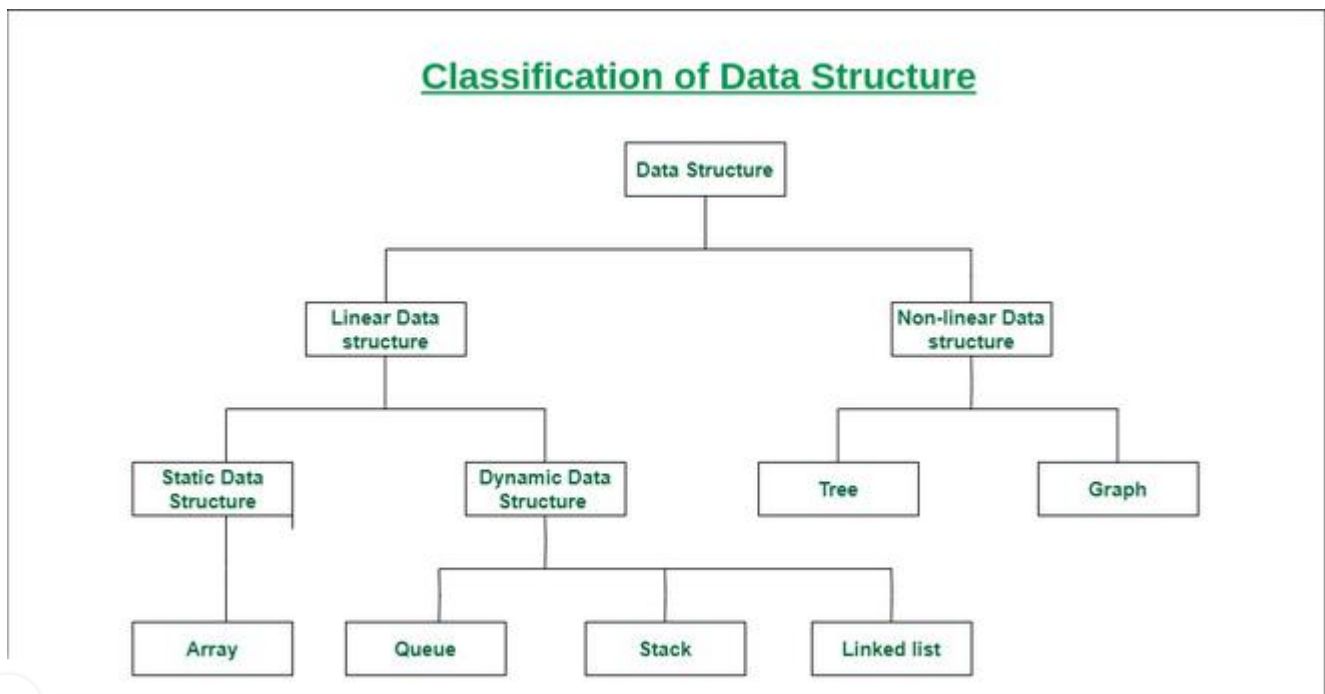 Classification of Data Structure
Data Structure
Linear Data
structure
Non-linear Data
structure
Static Data
Structure
Dynamic Data
Structure
Tree
Graph
Array
Queue
Stack
Linked list